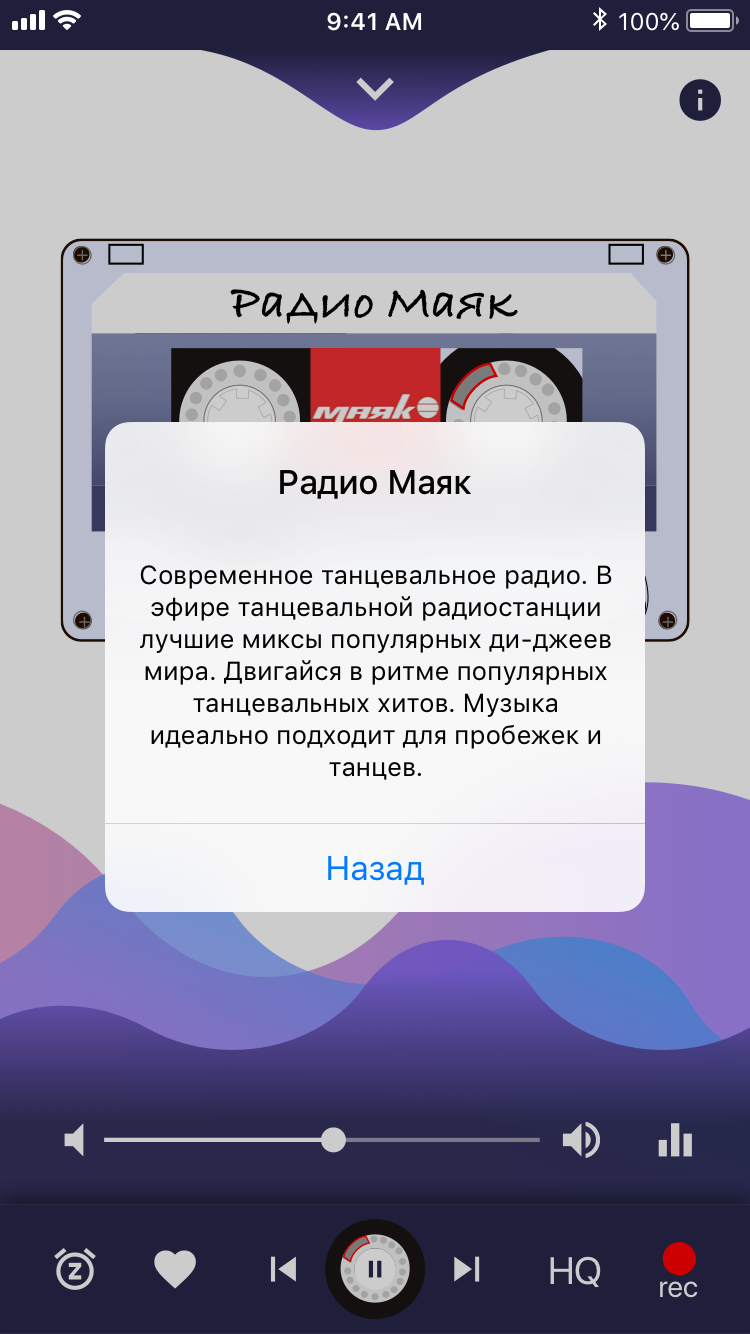 9:41 AM
100%
Радио Маяк
маяк
Радио Маяк
Современное танцевальное радио. В
эфире танцевальной радиостанции
лучшие миксы популярных ди-джеев
мира. Двигайся в ритме популярных
танцевальных хитов. Музыка
идеально подходит для пробежек и
танцев.
Назад
HQ
rec